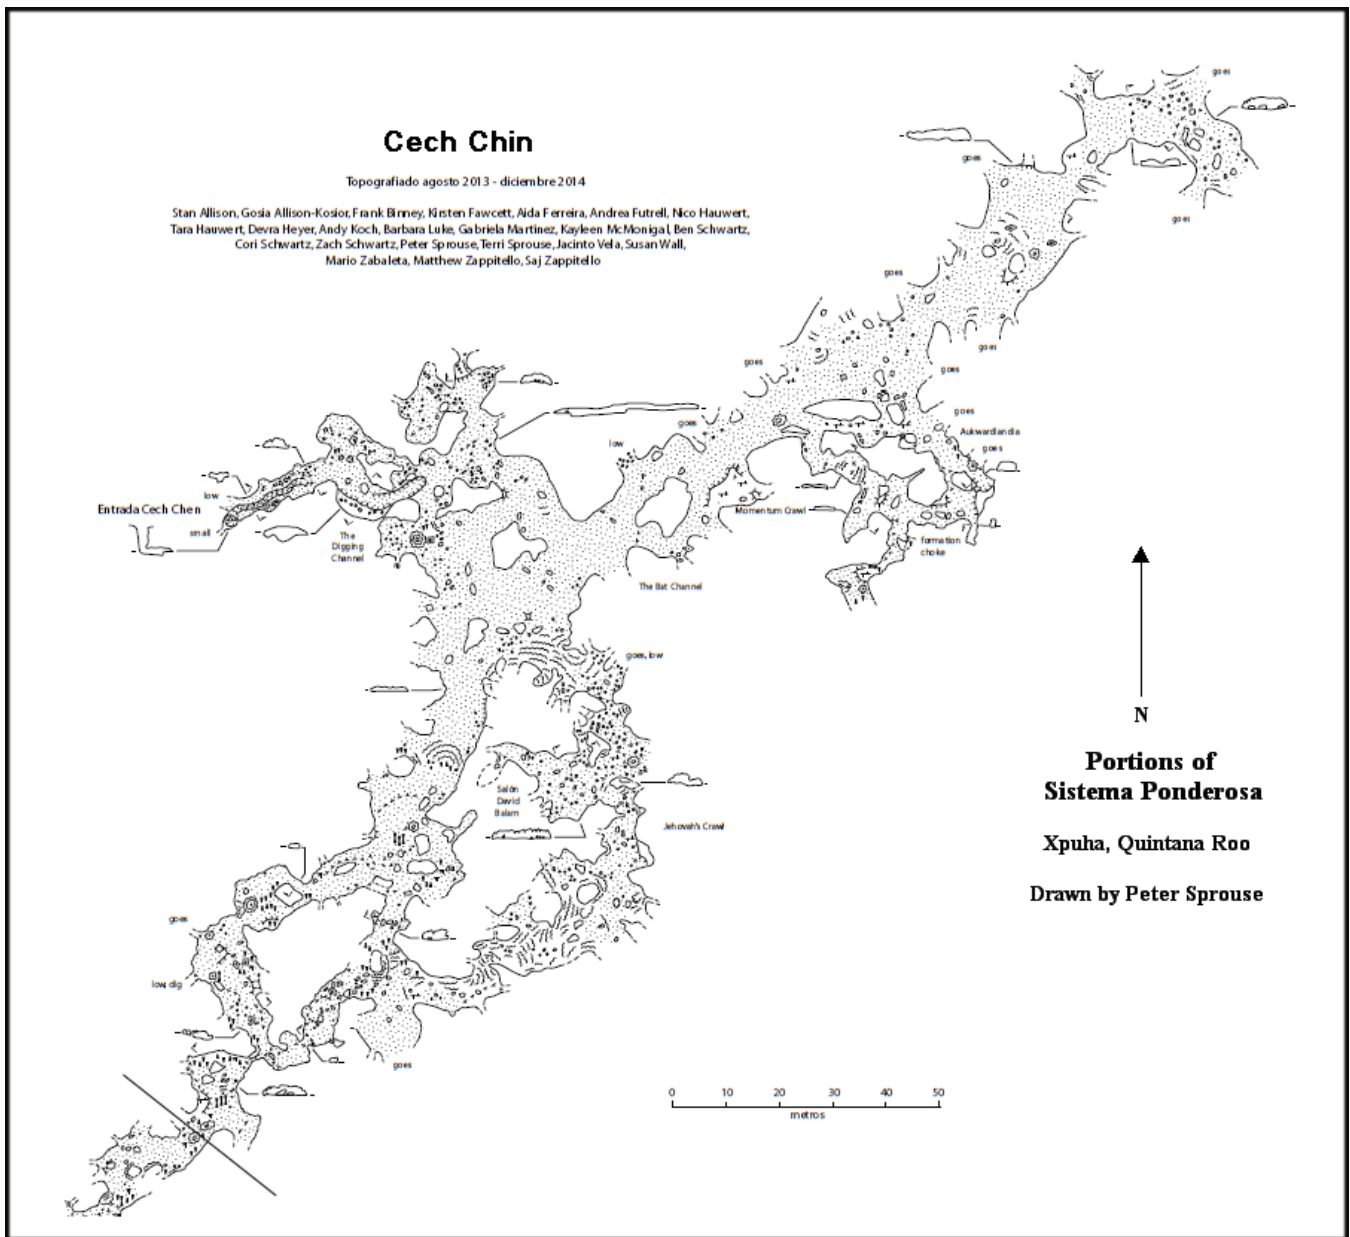 goes
Cech Chin
goes
Topografiado agosto 2013 - diciembre 2014
Stan Allison, Gosia Allison-Kosior, Frank Binney, Kirsten Fawcett, Aida Ferreira, Andrea Futrell, Nico Hauwert,
Tara Hauwert, Devra Heyer, Andy Koch, Barbara Luke, Gabriela Martinez, Kayleen McMonigal, Ben Schwartz,
Cori Schwartz, Zach Schwartz, Peter Sprouse, Terri Sprouse, Jacinto Vela, Susan Wall,
Mario Zabaleta, Matthew Zappitello, Saj Zappitello
goes
goes
goes
goes
goes
goes
goes
Aukwardlandia
low
goes
low
Entrada Cech Chen
small
Momentum Crawl
The
Digging
Channel
formation
choke
The Bat Channel
goes, low
N
Portions of
Sistema Ponderosa
Salón
David
Balam
Jehovah's Crawl
Xpuha, Quintana Roo
Drawn by Peter Sprouse
goes
low, dig
goes
0 10 20 30 40 50
metros